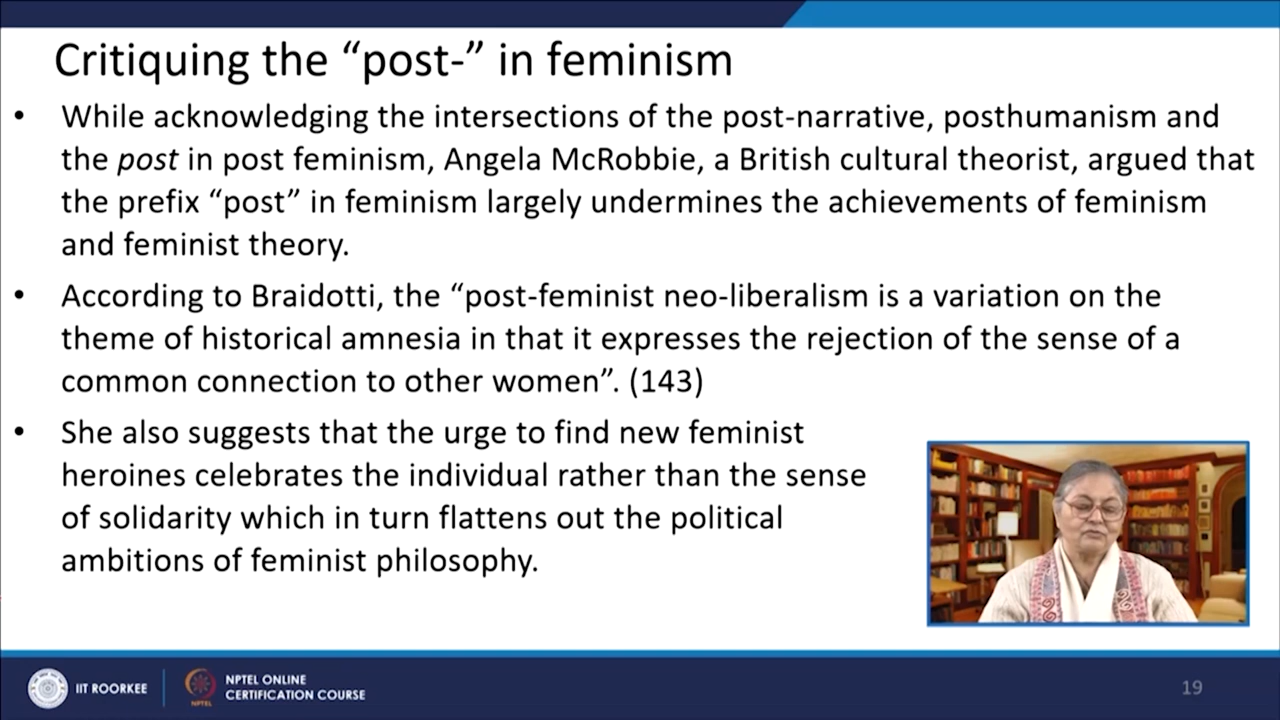 Critiquing the “post-” in feminism
• While acknowledging the intersections of the post-narrative, posthumanism and
the post in post feminism, Angela McRobbie, a British cultural theorist, argued that
the prefix “post” in feminism largely undermines the achievements of feminism
and feminist theory.
• According to Braidotti, the “post-feminist neo-liberalism is a variation on the
theme of historical amnesia in that it expresses the rejection of the sense of a
common connection to other women”. (143)
• She also suggests that the urge to find new feminist
heroines celebrates the individual rather than the sense
of solidarity which in turn flattens out the political
ambitions of feminist philosophy.
IIT ROORKEE
NPTEL
NPTEL ONLINE
CERTIFICATION COURSE
19